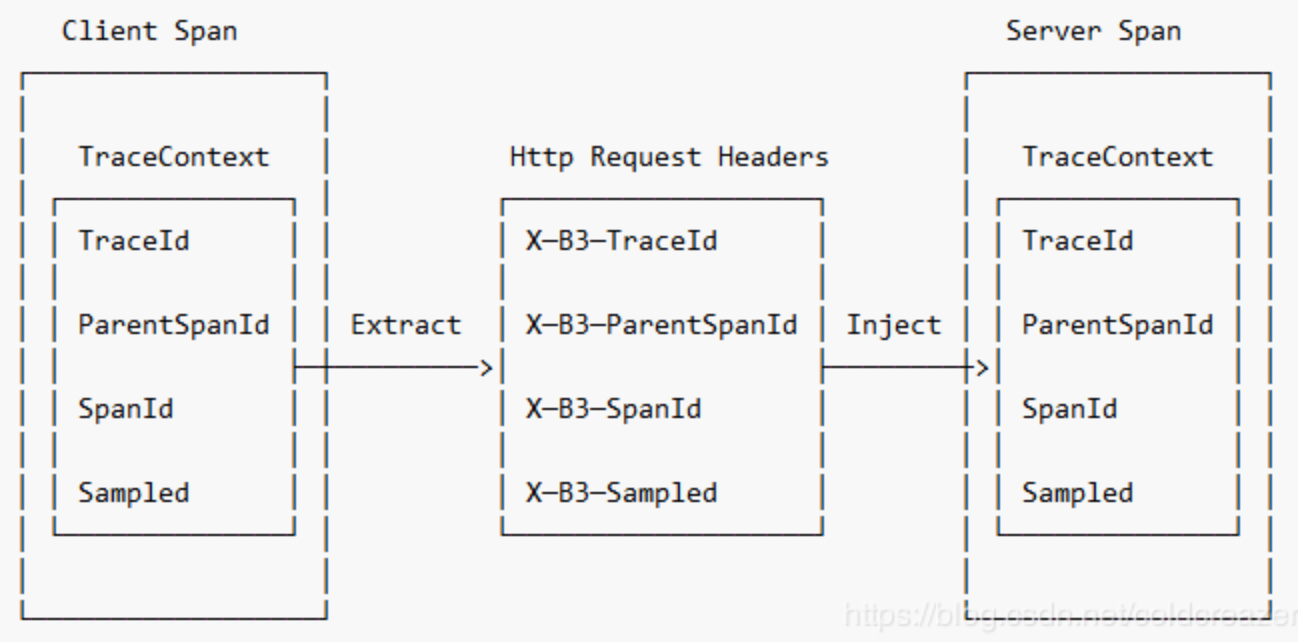 Client Span
Server Span
TraceContext
Http Request Headers
TraceContext
TraceId
X─B3─TraceId
TraceId
ParentSpanId
Extract
X─B3─ParentSpanId
Inject
ParentSpanId
SpanId
X─B3─SpanId
SpanId
Sampled
X─B3─Sampled
Sampled
https://blog.csdn.net/coldcreazer